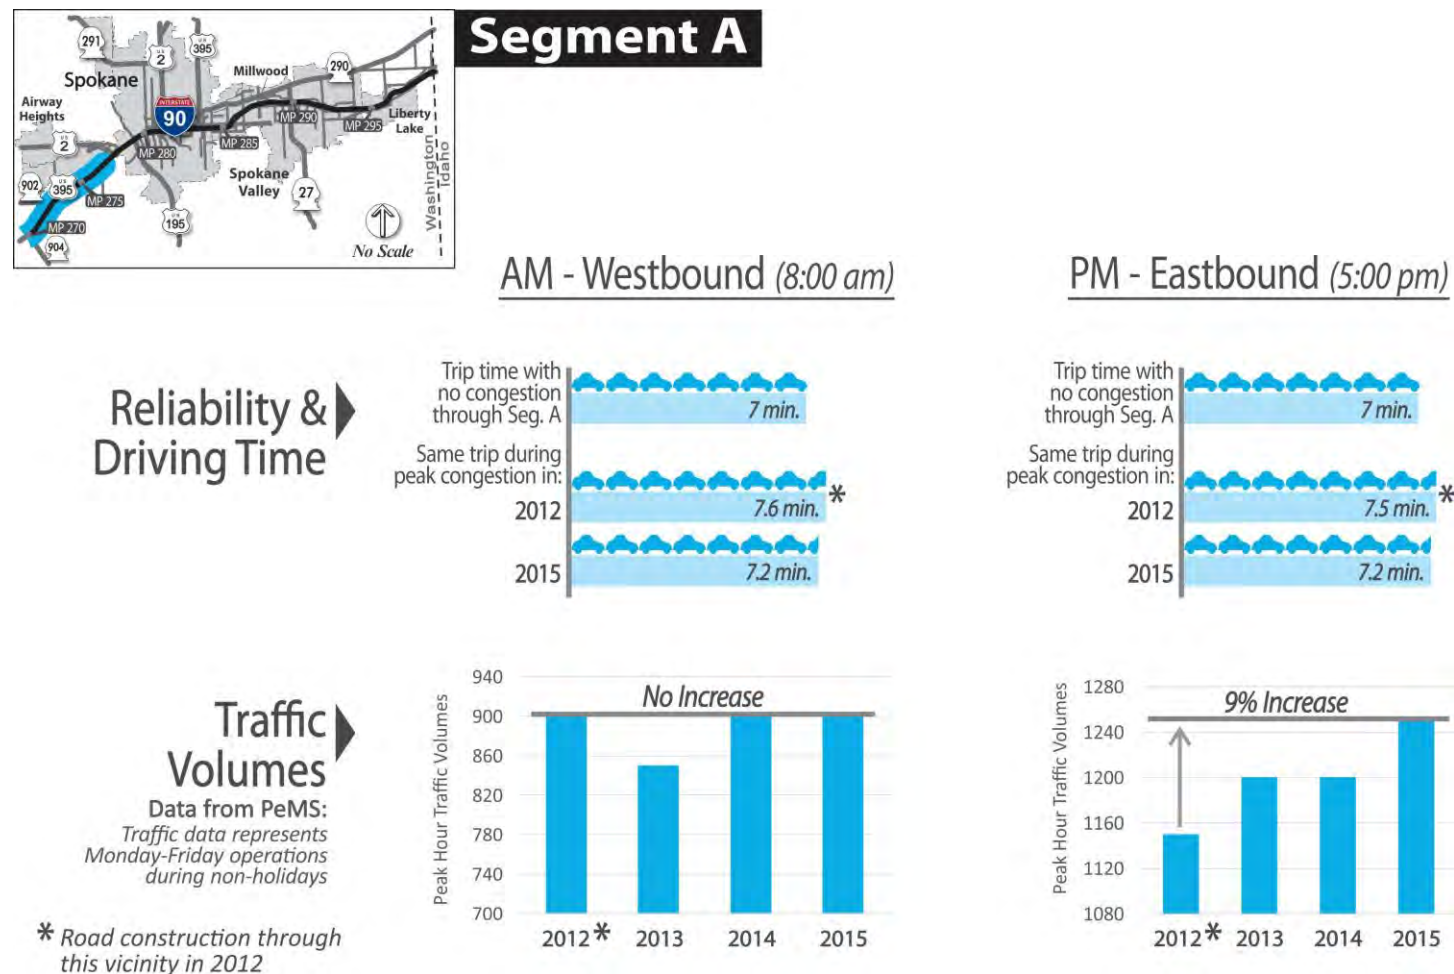 Segment A
291
US
2
US
395
Spokane
Millwood
290
Airway
Heights
INTERSTATE
90
MP 290
MP 295
Liberty
Lake
US
2
MP 280
MP 285
Spokane
Valley
902
US
395
MP 275
27
Washington
Idaho
MP 270
US
195
904
No Scale
AM - Westbound (8:00 am)
PM - Eastbound (5:00 pm)
Reliability &
Driving Time
Trip time with
no congestion
through Seg. A
7 min.
Same trip during
peak congestion in:
2012
7.6 min.
*
2015
7.2 min.
Trip time with
no congestion
through Seg. A
7 min.
Same trip during
peak congestion in:
2012
7.5 min.
*
2015
7.2 min.
Traffic
Volumes
Data from PeMS:
Traffic data represents
Monday-Friday operations
during non-holidays
* Road construction through
this vicinity in 2012
Peak Hour Traffic Volumes
940
900
860
820
780
740
700
No Increase
2012* 2013 2014 2015
Peak Hour Traffic Volumes
1280
1240
1200
1160
1120
1080
9% Increase
2012* 2013 2014 2015